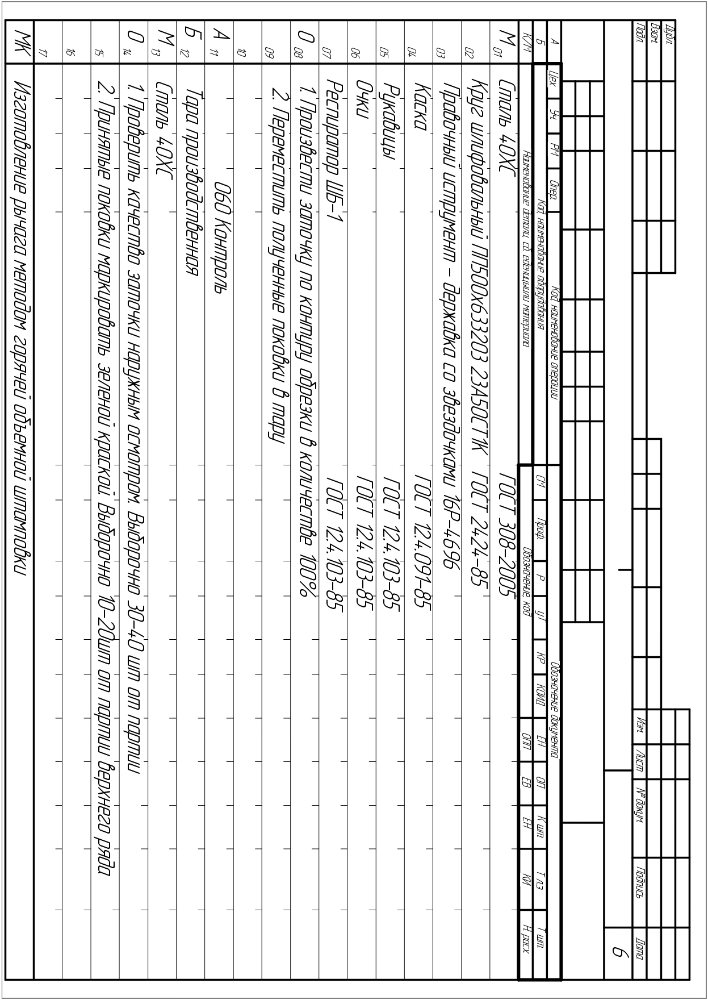 Дубл.
Взам.
Подл.
Изм. Лист № докум. Подпись Дата
6
А Цех Уч. РМ Опер. Код, наименование операции Обозначение документа
Б Код, наименование оборудования СМ Проф. Р уТ КР КОИД ЕН ОП К шт. Т пз Т шт.
К/М Наименование детали, сб. еденицыили материала Обозначение, код ОПП ЕВ ЕН КИ Н. расх
М 01 Сталь 40ХС ГОСТ 308-2005
02 Круг шлифовальный ПП500х633203 23А50СТ1К ГОСТ 2424-85
03 Правочный иструмент - державка со звездочками 16Р-4696
04 Каска ГОСТ 12.4.091-85
05 Рукавицы ГОСТ 12.4.103-85
06 Очки ГОСТ 12.4.103-85
07 Респиратор ШБ-1 ГОСТ 12.4.103-85
О 08 1. Произвести заточку по контуру обрезки в количестве 100%
09 2. Переместить полученные поковки в тару
10
А 11 060 Контроль
Б 12 Тара производственная
М 13 Сталь 40ХС
О 14 1. Проверить качество заточки наружным осмотром. Выборочно 30-40 шт от партии
15 2. Принятые поковки маркировать зеленой краской. Выборочно 10-20шт от партии верхнего ряда
16
17
МК Изготовление рычага методом горячей объемной штамповки